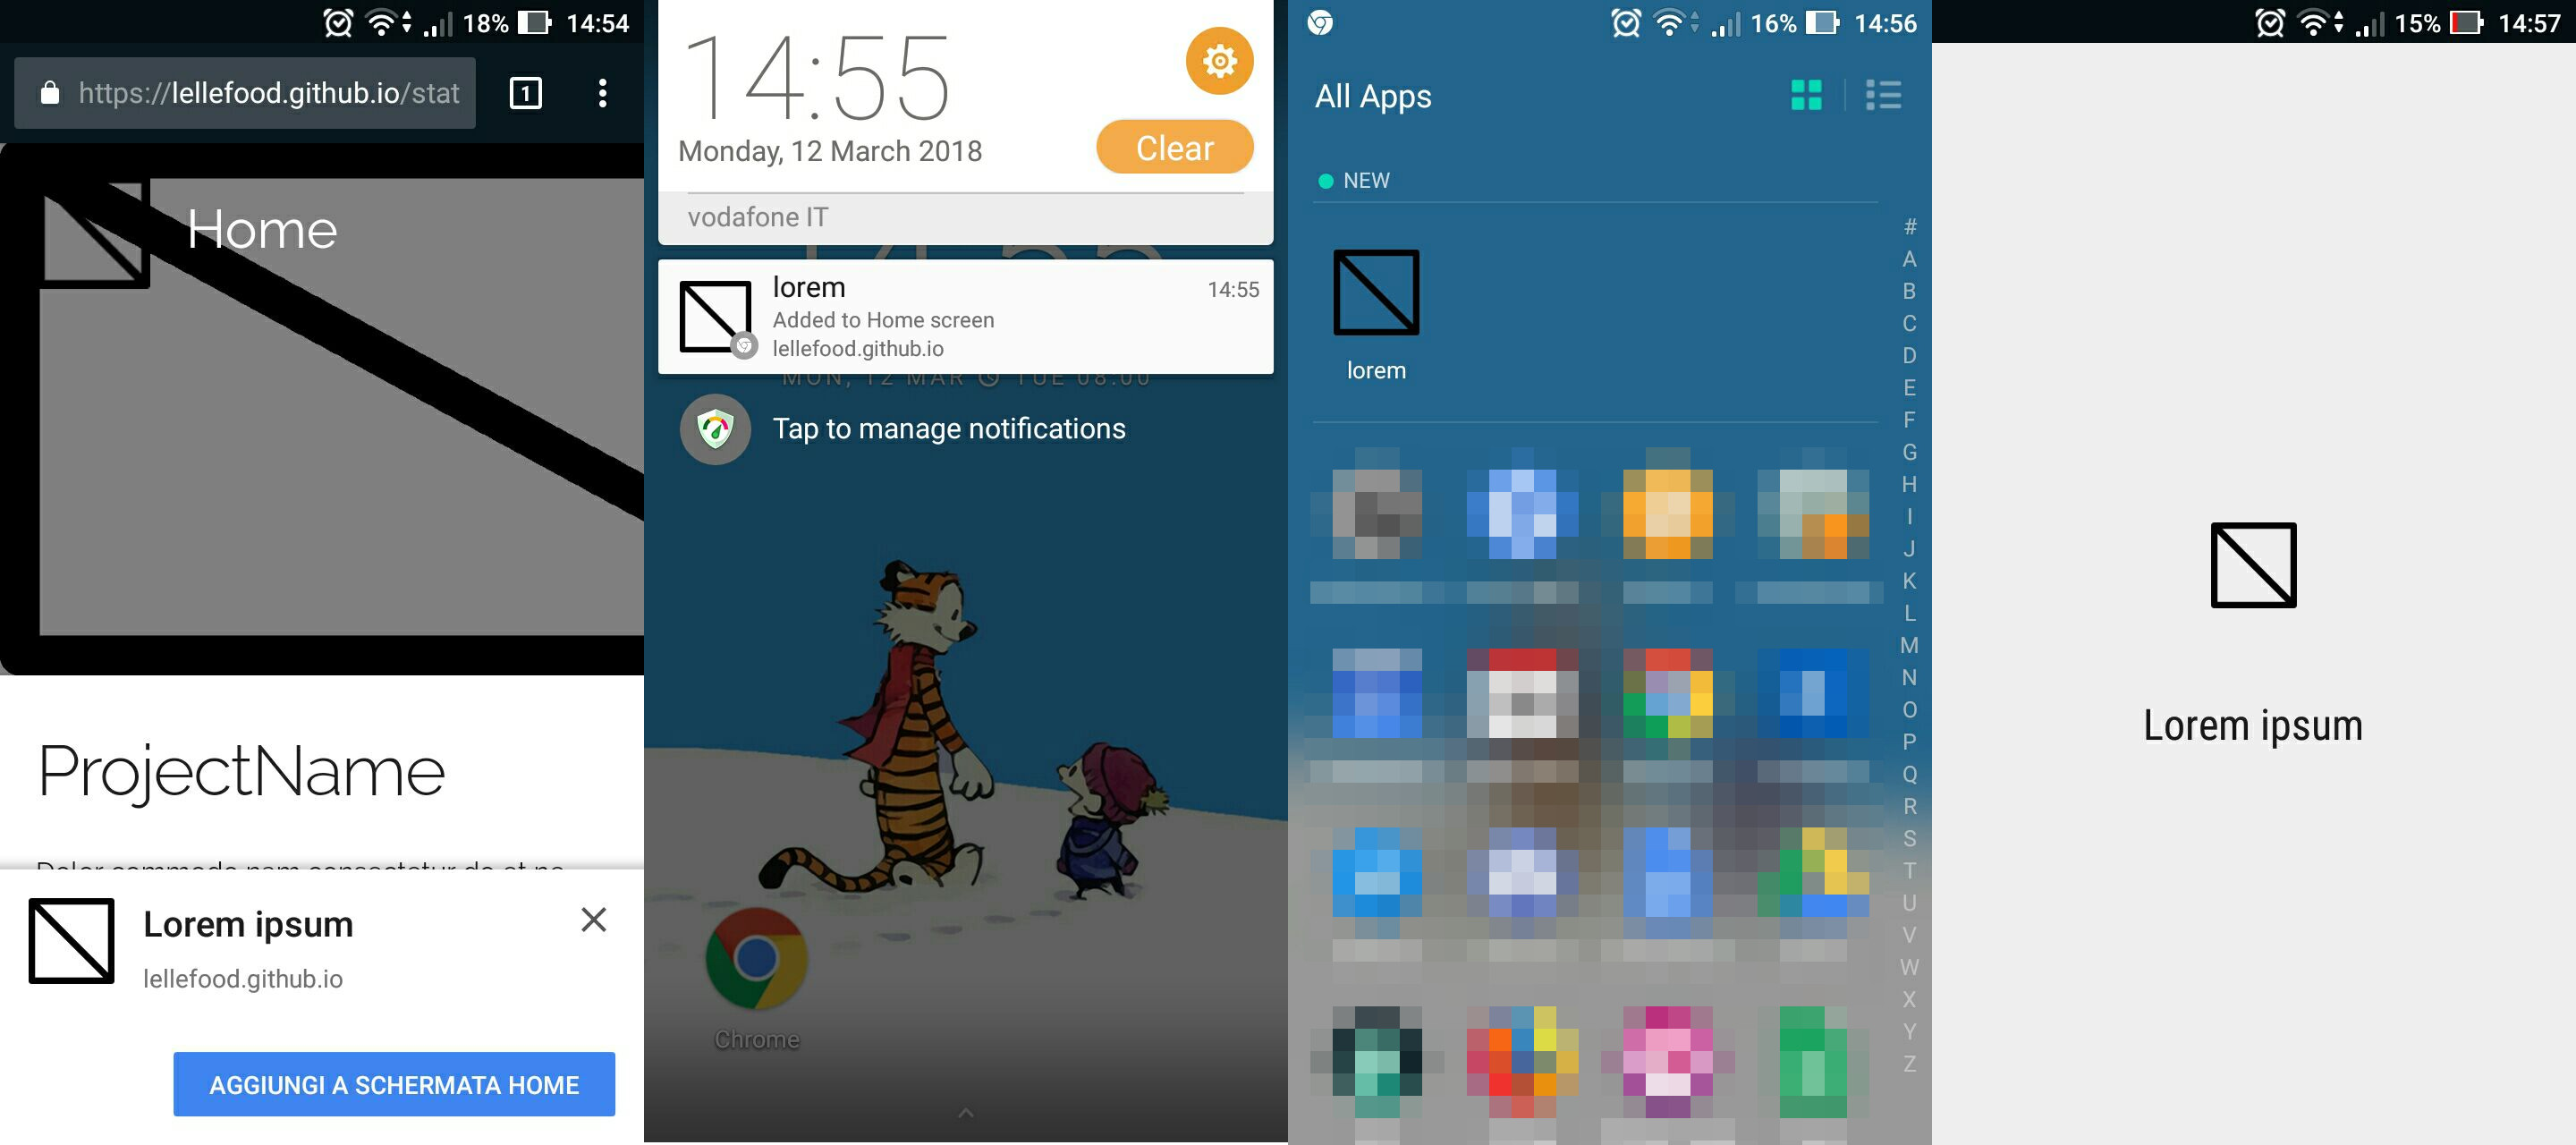 18% 14:54
https://lellefood.github.io/stat
1
Home
ProjectName
Dolor commodo nam consectetur do et no
Lorem ipsum
lellefood.github.io
AGGIUNGI A SCHERMATA HOME
14:55
Monday, 12 March 2018
Clear
vodafone IT
lorem
14:55
Added to Home screen
lellefood.github.io
MON, 12 MAR TUE 08:00
Tap to manage notifications
Chrome
16% 14:56
All Apps
NEW
lorem
#
A
B
C
D
E
F
G
H
I
J
K
L
M
N
O
P
Q
R
S
T
U
V
W
X
Y
Z
15% 14:57
Lorem ipsum